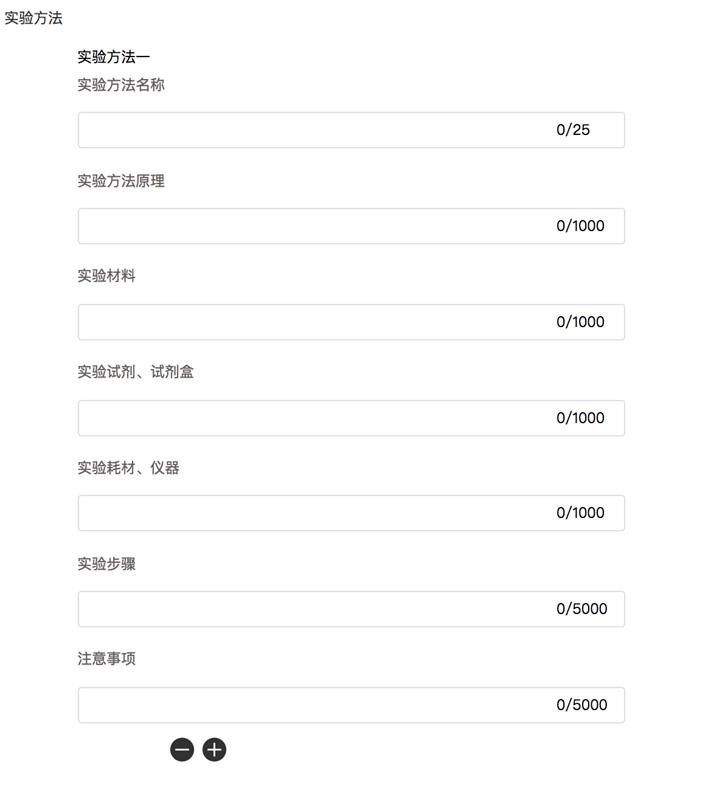 实验方法
实验方法一
实验方法名称
0/25
实验方法原理
0/1000
实验材料
0/1000
实验试剂、试剂盒
0/1000
实验耗材、仪器
0/1000
实验步骤
0/5000
注意事项
0/5000